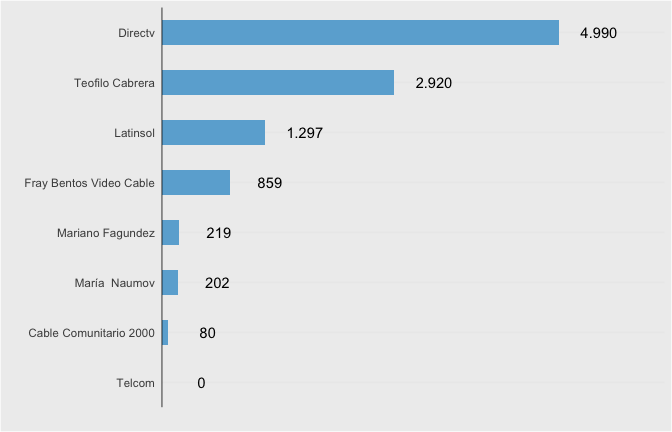 Directv 4.990
Teofilo Cabrera 2.920
Latinsol 1.297
Fray Bentos Video Cable 859
Mariano Fagundez 219
María  Naumov 202
Cable Comunitario 2000 80
Telcom 0